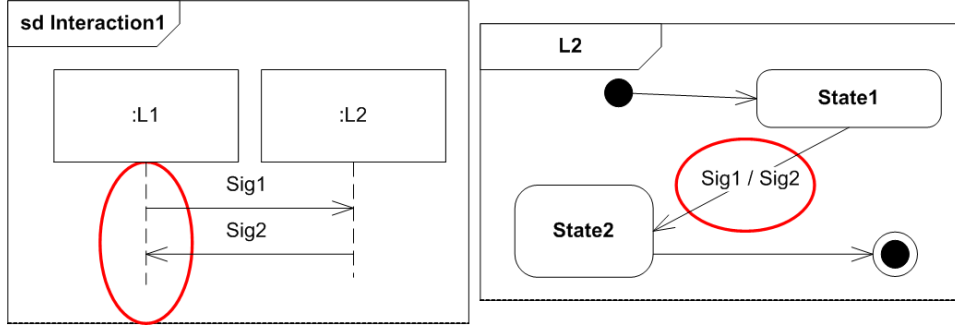 sd Interaction1
:L1
:L2
Sig1
Sig2
L2
State1
Sig1 / Sig2
State2